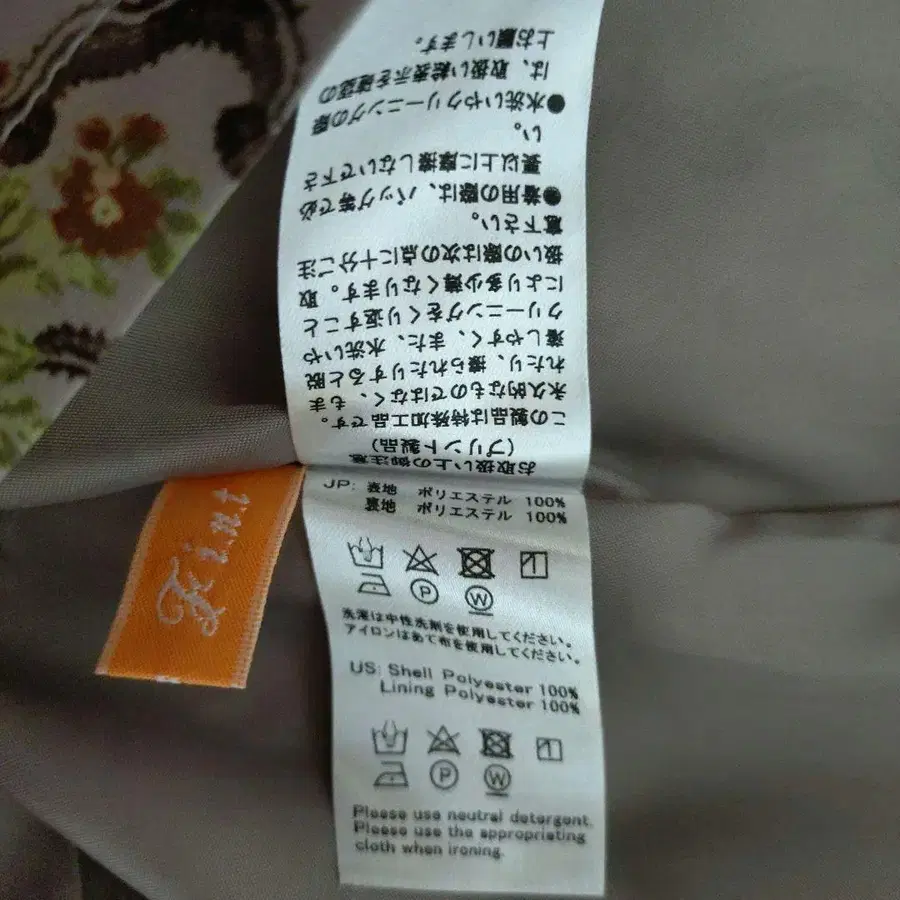 お取扱い上の御注意
(プリント製品)
この製品は特殊加工品です。
永久的なものではなく、もま
れたり、擦られたりすると脱
落しやすく、また、水洗いや
クリーニングをくり返すこと
により多少薄くなります。取
扱いの際は次の点に十分ご注
意下さい。
●着用の際は、バッグ等で必
要以上に摩擦しないで下さ
い。
●水洗いやクリーニングの際
は、取扱い絵表示を確認の
上お願いします。
Fi.n.t
JP: 表地 ポリエステル 100%
裏地 ポリエステル 100%
P W
洗濯は中性洗剤を使用してください。
アイロンはあて布を使用してください。
US: Shell Polyester 100%
Lining Polyester 100%
P W
Please use neutral detergent.
Please use the appropriating
cloth when ironing.